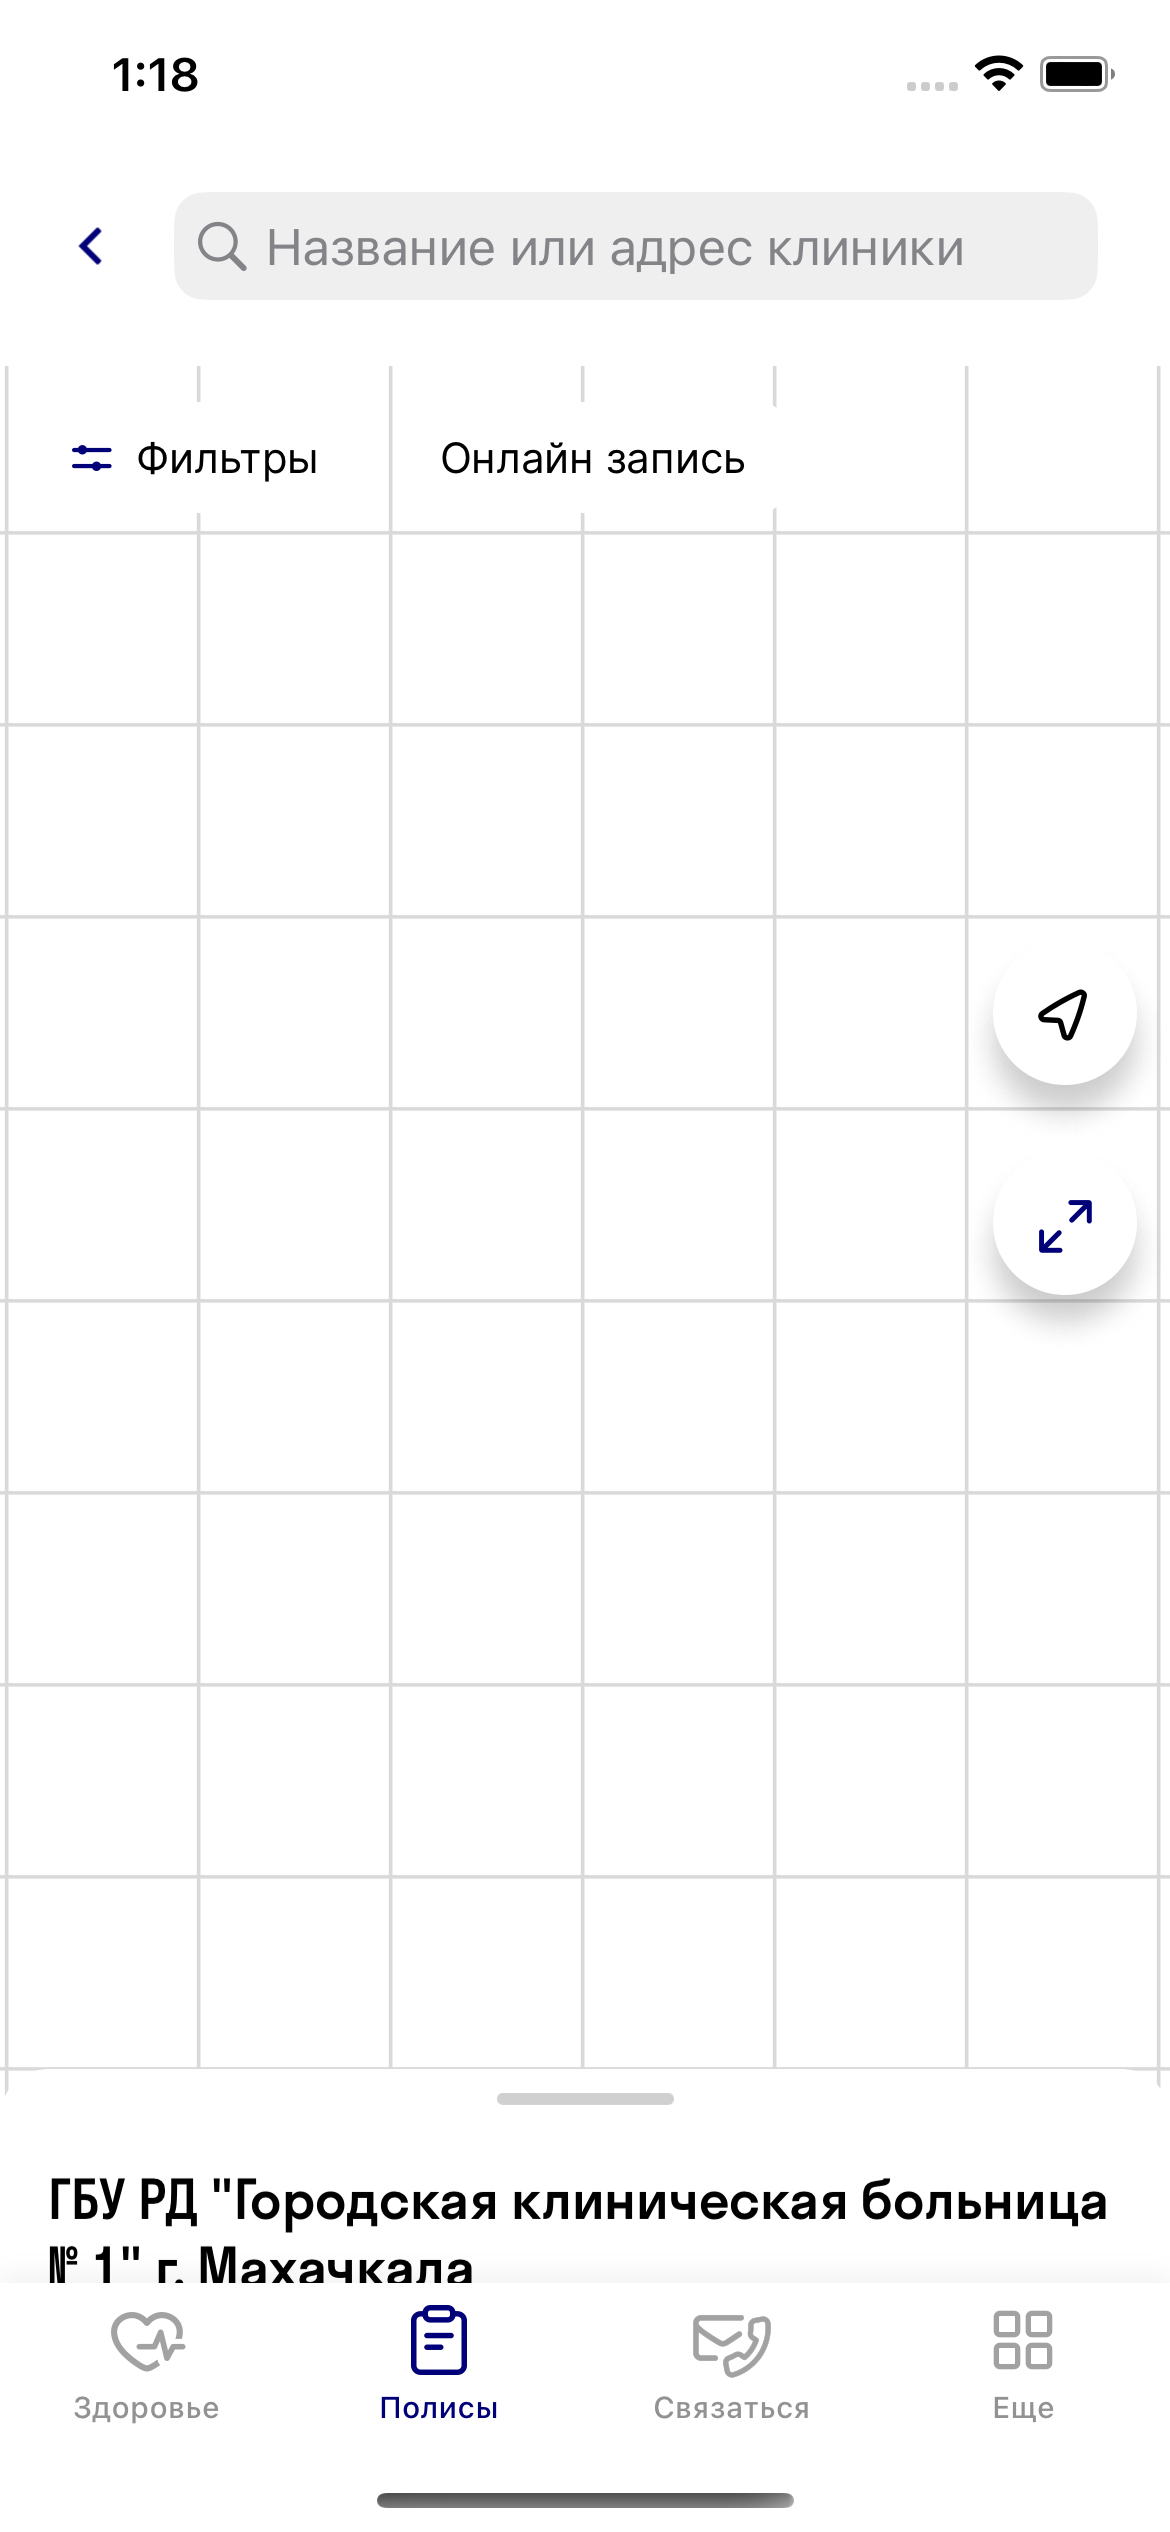 1:18
Название или адрес клиники
Фильтры
Онлайн запись
ГБУ РД "Городская клиническая больница
№ 1" г. Махачкала
Здоровье
Полисы
Связаться
Еще